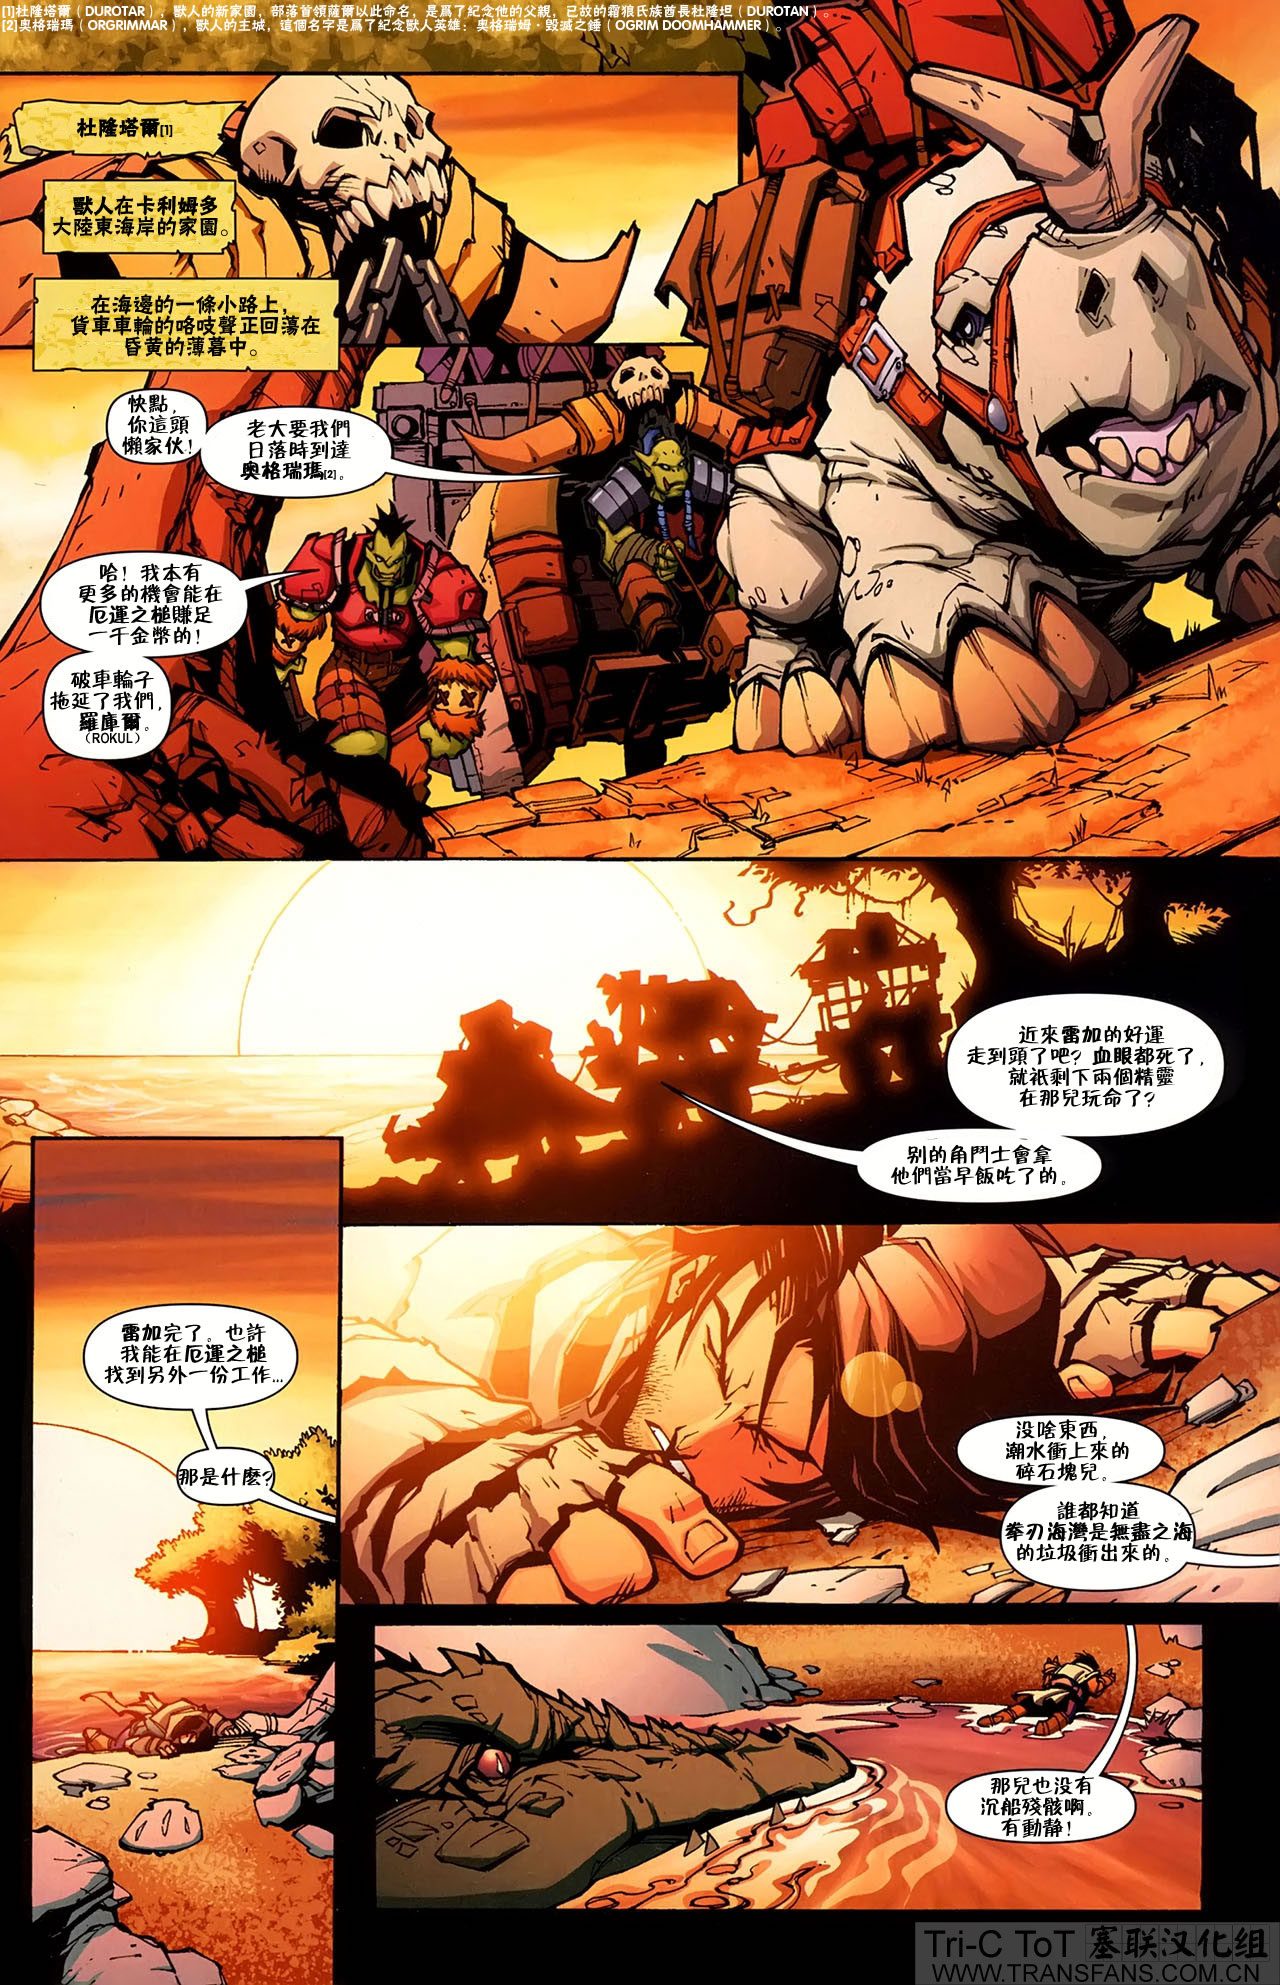 [1]杜隆塔爾（DUROTAR），獸人的新家園，部落首領薩爾以此命名，是爲了紀念他的父親，已故的霜狼氏族酋長杜隆坦（DUROTAN）。
[2]奧格瑞瑪（ORGRIMMAR），獸人的主城，這個名字是爲了紀念獸人英雄：奧格瑞姆·毀滅之錘（OGRIM DOOMHAMMER）。
杜隆塔爾[1]
獸人在卡利姆多
大陸東海岸的家園。
在海邊的一條小路上，
貨車車輪的咯吱聲正回蕩在
昏黄的薄暮中。
快點，
你這頭
懶家伙！
老大要我們
日落時到達
奧格瑞瑪[2]。
哈！我本有
更多的機會能在
厄運之槌賺足
一千金幣的！
破車輪子
拖延了我們，
羅庫爾。
（ROKUL）
近來雷加的好運
走到頭了吧？血眼都死了，
就衹剩下兩個精靈
在那兒玩命了？
别的角鬥士會拿
他們當早飯吃了的。
雷加完了。也許
我能在厄運之槌
找到另外一份工作...
那是什麽？
没啥東西，
潮水衝上來的
碎石塊兒。
誰都知道
拳刃海灣是無盡之海
的垃圾衝出來的。
那兒也没有
沉船殘骸啊。
有動静！
Tri-C ToT 塞联汉化组
WWW.TRANSFANS.COM.CN